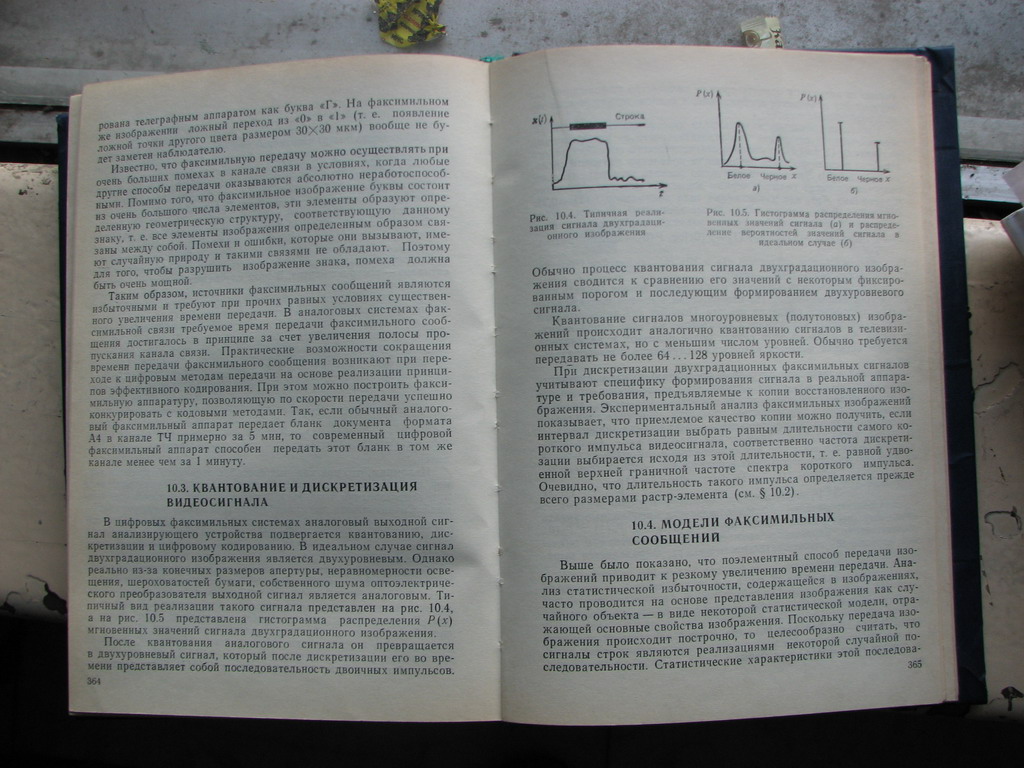 рована телеграфным аппаратом как буква «Г». На факсимильном
же изображении ложный переход из «0» в «1» (т. е. появление
ложной точки другого цвета размером 30×30 мкм) вообще не бу-
дет заметен наблюдателю.
Известно, что факсимильную передачу можно осуществлять при
очень больших помехах в канале связи в условиях, когда любые
другие способы передачи оказываются абсолютно неработоспособ-
ными. Помимо того, что факсимильное изображение буквы состоит
из очень большого числа элементов, эти элементы образуют опре-
деленную геометрическую структуру, соответствующую данному
знаку, т. е. все элементы изображения определенным образом свя-
заны между собой. Помехи и ошибки, которые они вызывают, име-
ют случайную природу и такими связями не обладают. Поэтому
для того, чтобы разрушить изображение знака, помеха должна
быть очень мощной.
Таким образом, источники факсимильных сообщений являются
избыточными и требуют при прочих равных условиях существен-
ного увеличения времени передачи. В аналоговых системах фак-
симильной связи требуемое время передачи факсимильного сооб-
щения достигалось в принципе за счет увеличения полосы про-
пускания канала связи. Практические возможности сокращения
времени передачи факсимильного сообщения возникают при пере-
ходе к цифровым методам передачи на основе реализации принци-
пов эффективного кодирования. При этом можно построить факси-
мильную аппаратуру, позволяющую по скорости передачи успешно
конкурировать с кодовыми методами. Так, если обычный аналого-
вый факсимильный аппарат передает бланк документа формата
А4 в канале ТЧ примерно за 5 мин, то современный цифровой
факсимильный аппарат способен передать этот бланк в том же
канале менее чем за 1 минуту.
10.3. КВАНТОВАНИЕ И ДИСКРЕТИЗАЦИЯ
ВИДЕОСИГНАЛА
В цифровых факсимильных системах аналоговый выходной сиг-
нал анализирующего устройства подвергается квантованию, дис-
кретизации и цифровому кодированию. В идеальном случае сигнал
двухградационного изображения является двухуровневым. Однако
реально из-за конечных размеров апертуры, неравномерности осве-
щения, шероховатости бумаги, собственного шума оптоэлектриче-
ского преобразователя выходной сигнал является аналоговым. Ти-
пичный вид реализации такого сигнала представлен на рис. 10.4,
а на рис. 10.5 представлена гистограмма распределения P(x)
мгновенных значений сигнала двухградационного изображения.
После квантования аналогового сигнала он превращается
в двухуровневый сигнал, который после дискретизации его во вре-
мени представляет собой последовательность двоичных импульсов.
364
x(t)
Строка
t
P(x)
Белое Черное x
а)
P(x)
Белое Черное x
б)
Рис. 10.4. Типичная реали-
зация сигнала двухградаци-
онного изображения
Рис. 10.5. Гистограмма распределения мгно-
венных значений сигнала (а) и распреде-
ление вероятностей значений сигнала в
идеальном случае (б)
Обычно процесс квантования сигнала двухградационного изобра-
жения сводится к сравнению его значений с некоторым фиксиро-
ванным порогом и последующим формированием двухуровневого
сигнала.
Квантование сигналов многоуровневых (полутоновых) изобра-
жений происходит аналогично квантованию сигналов в телевизи-
онных системах, но с меньшим числом уровней. Обычно требуется
передавать не более 64 ... 128 уровней яркости.
При дискретизации двухградационных факсимильных сигналов
учитывают специфику формирования сигнала в реальной аппара-
туре и требования, предъявляемые к копии восстановленного изо-
бражения. Экспериментальный анализ факсимильных изображений
показывает, что приемлемое качество копии можно получить, если
интервал дискретизации выбрать равным длительности самого ко-
роткого импульса видеосигнала, соответственно частота дискрети-
зации выбирается исходя из этой длительности, т. е. равной удво-
енной верхней граничной частоте спектра короткого импульса.
Очевидно, что длительность такого импульса определяется прежде
всего размерами растр-элемента (см. § 10.2).
10.4. МОДЕЛИ ФАКСИМИЛЬНЫХ
СООБЩЕНИЙ
Выше было показано, что поэлементный способ передачи изо-
бражений приводит к резкому увеличению времени передачи. Ана-
лиз статистической избыточности, содержащейся в изображениях,
часто проводится на основе представления изображения как слу-
чайного объекта — в виде некоторой статистической модели, отра-
жающей основные свойства изображения. Поскольку передача изо-
бражения происходит построчно, то целесообразно считать, что
сигналы строк являются реализациями некоторой случайной по-
следовательности. Статистические характеристики этой последова-
365